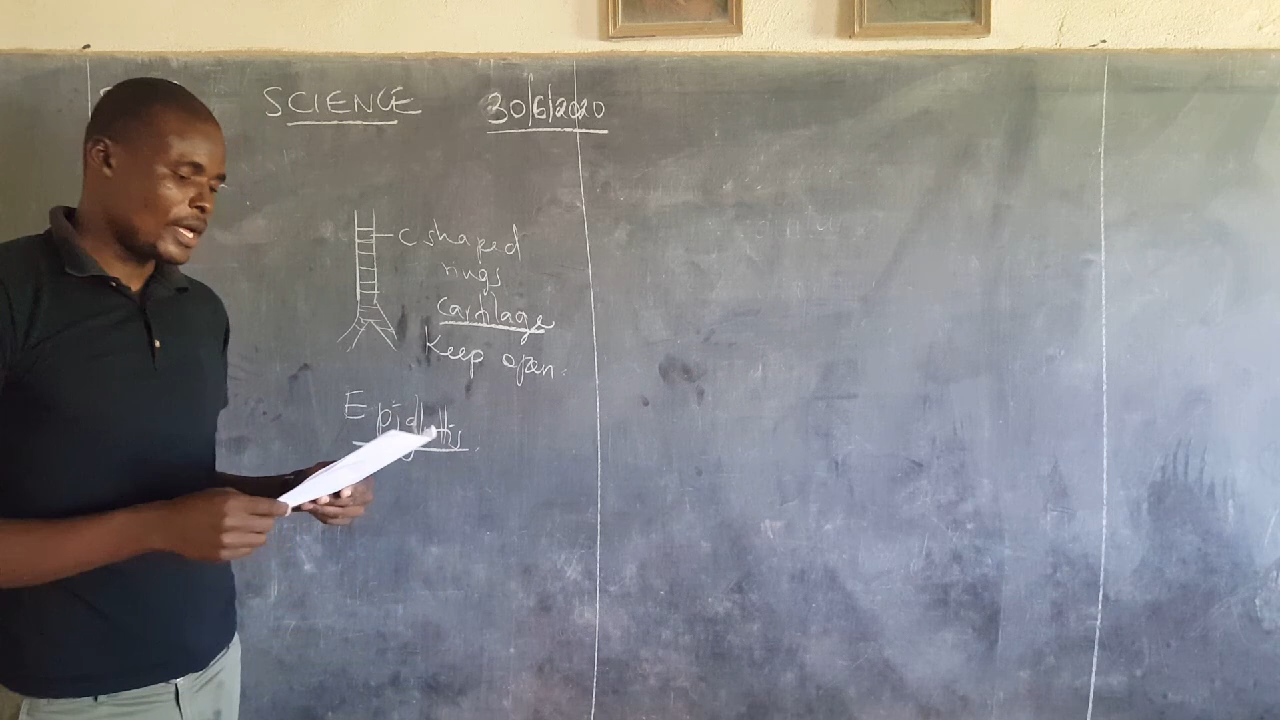 SCIENCE 30/6/2020
C shaped
rings
cartilage
Keep open.
Epiglottis